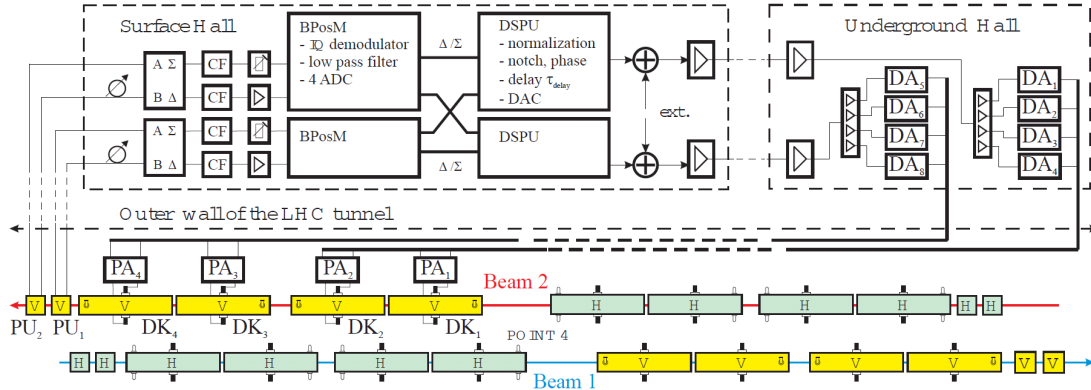 Surface Hall
Underground Hall
A Σ
B Δ
CF
CF
BPosM
- IQ demodulator
- low pass filter
- 4 ADC
Δ/Σ
DSPU
- normalization
- notch, phase
- delay τdelay
- DAC
ext.
DA5
DA6
DA7
DA8
DA1
DA2
DA3
DA4
A Σ
B Δ
CF
CF
BPosM
Δ/Σ
DSPU
Outer wall of the LHC tunnel
PA4
PA3
PA2
PA1
Beam 2
V
V
V
V
V
V
H
H
H
H
H
H
PU2
PU1
DK4
DK3
DK2
DK1
POINT 4
H
H
H
H
H
H
V
V
V
V
V
V
Beam 1